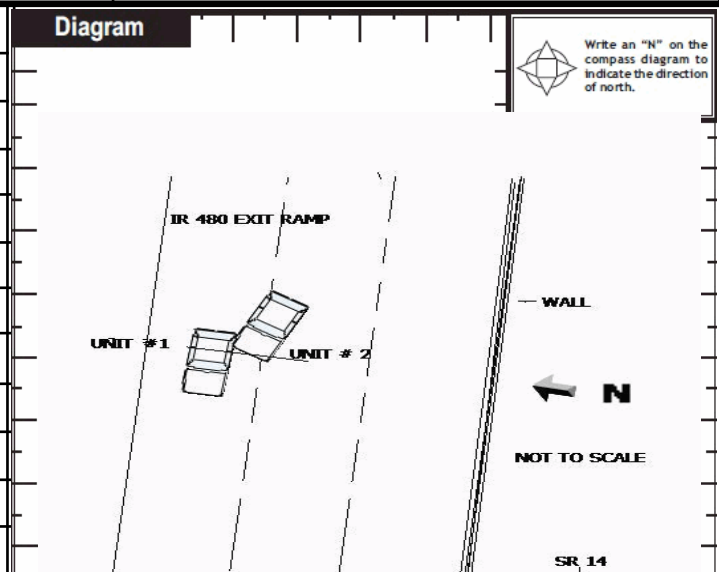 Diagram
Write an "N" on the
compass diagram to
indicate the direction
of north.
IR 480 EXIT RAMP
WALL
UNIT #1
UNIT # 2
N
NOT TO SCALE
SR 14